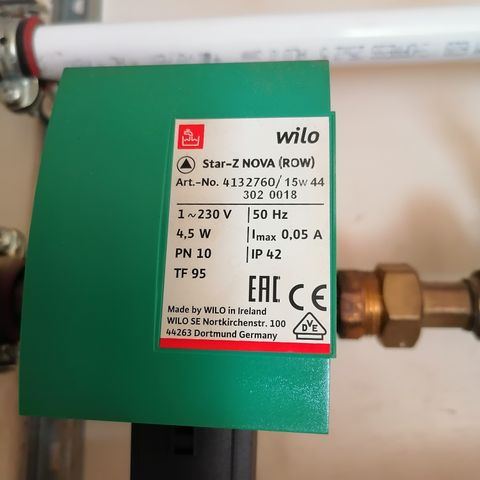 wilo
Star-Z NOVA (ROW)
Art.-No. 4132760/15w 44
302 0018
1 ~ 230 V 50 Hz
4,5 W Imax 0,05 A
PN 10 IP 42
TF 95
EAC CE
Made by WILO in Ireland
WILO SE Nortkirchenstr. 100
44263 Dortmund Germany
DVE